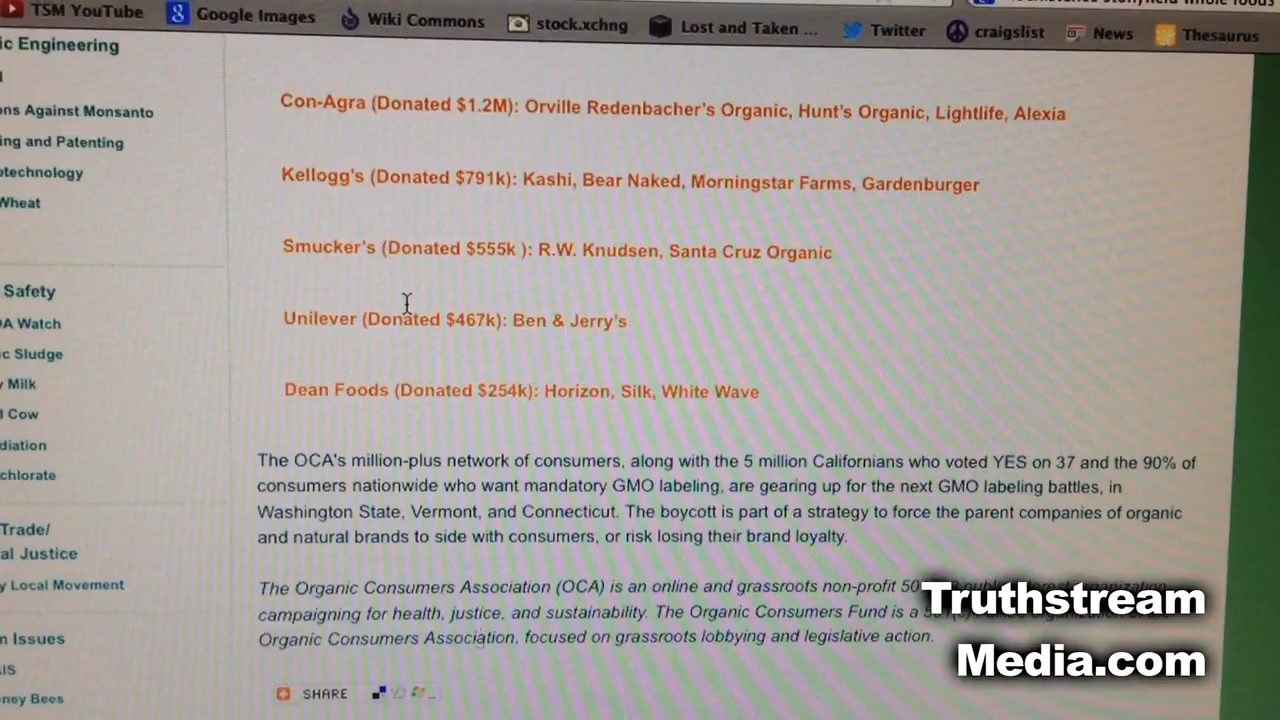 TSM YouTube
Google Images
Wiki Commons
stock.xchng
Lost and Taken ...
Twitter
craigslist
News
Thesaurus
ic Engineering
ons Against Monsanto
ing and Patenting
otechnology
Wheat
Safety
DA Watch
ic Sludge
Milk
d Cow
diation
chlorate
Trade/
al Justice
y Local Movement
n Issues
ney Bees
Con-Agra (Donated $1.2M): Orville Redenbacher's Organic, Hunt's Organic, Lightlife, Alexia
Kellogg's (Donated $791k): Kashi, Bear Naked, Morningstar Farms, Gardenburger
Smucker's (Donated $555k ): R.W. Knudsen, Santa Cruz Organic
Unilever (Donated $467k): Ben & Jerry's
Dean Foods (Donated $254k): Horizon, Silk, White Wave
The OCA's million-plus network of consumers, along with the 5 million Californians who voted YES on 37 and the 90% of
consumers nationwide who want mandatory GMO labeling, are gearing up for the next GMO labeling battles, in
Washington State, Vermont, and Connecticut. The boycott is part of a strategy to force the parent companies of organic
and natural brands to side with consumers, or risk losing their brand loyalty.
The Organic Consumers Association (OCA) is an online and grassroots non-profit
campaigning for health, justice, and sustainability. The Organic Consumers Fund is a
Organic Consumers Association, focused on grassroots lobbying and legislative action.
SHARE
Truthstream
Media.com